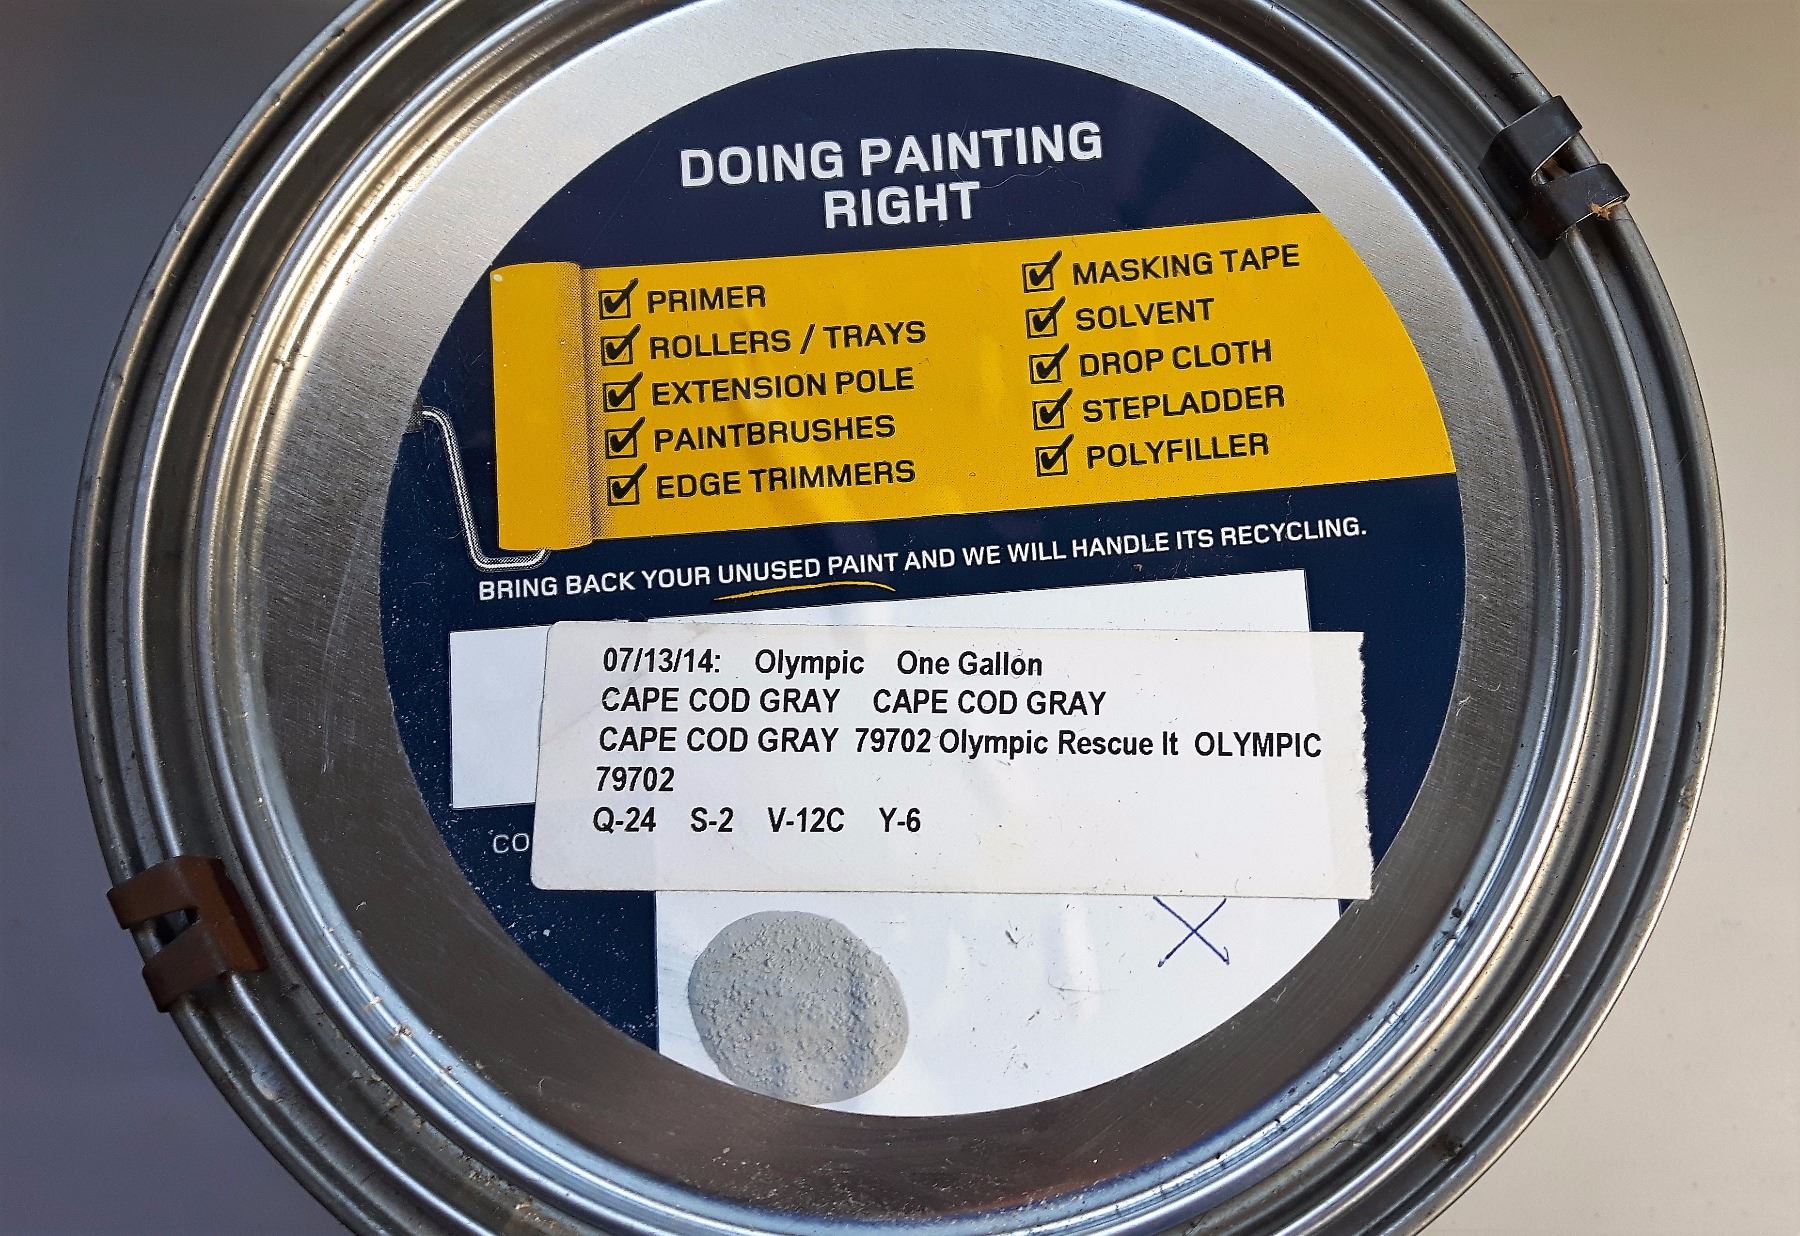 DOING PAINTING
RIGHT
PRIMER
ROLLERS / TRAYS
EXTENSION POLE
PAINTBRUSHES
EDGE TRIMMERS
MASKING TAPE
SOLVENT
DROP CLOTH
STEPLADDER
POLYFILLER
BRING BACK YOUR UNUSED PAINT AND WE WILL HANDLE ITS RECYCLING.
07/13/14: Olympic One Gallon
CAPE COD GRAY CAPE COD GRAY
CAPE COD GRAY 79702 Olympic Rescue It OLYMPIC
79702
Q-24 S-2 V-12C Y-6
CO
X